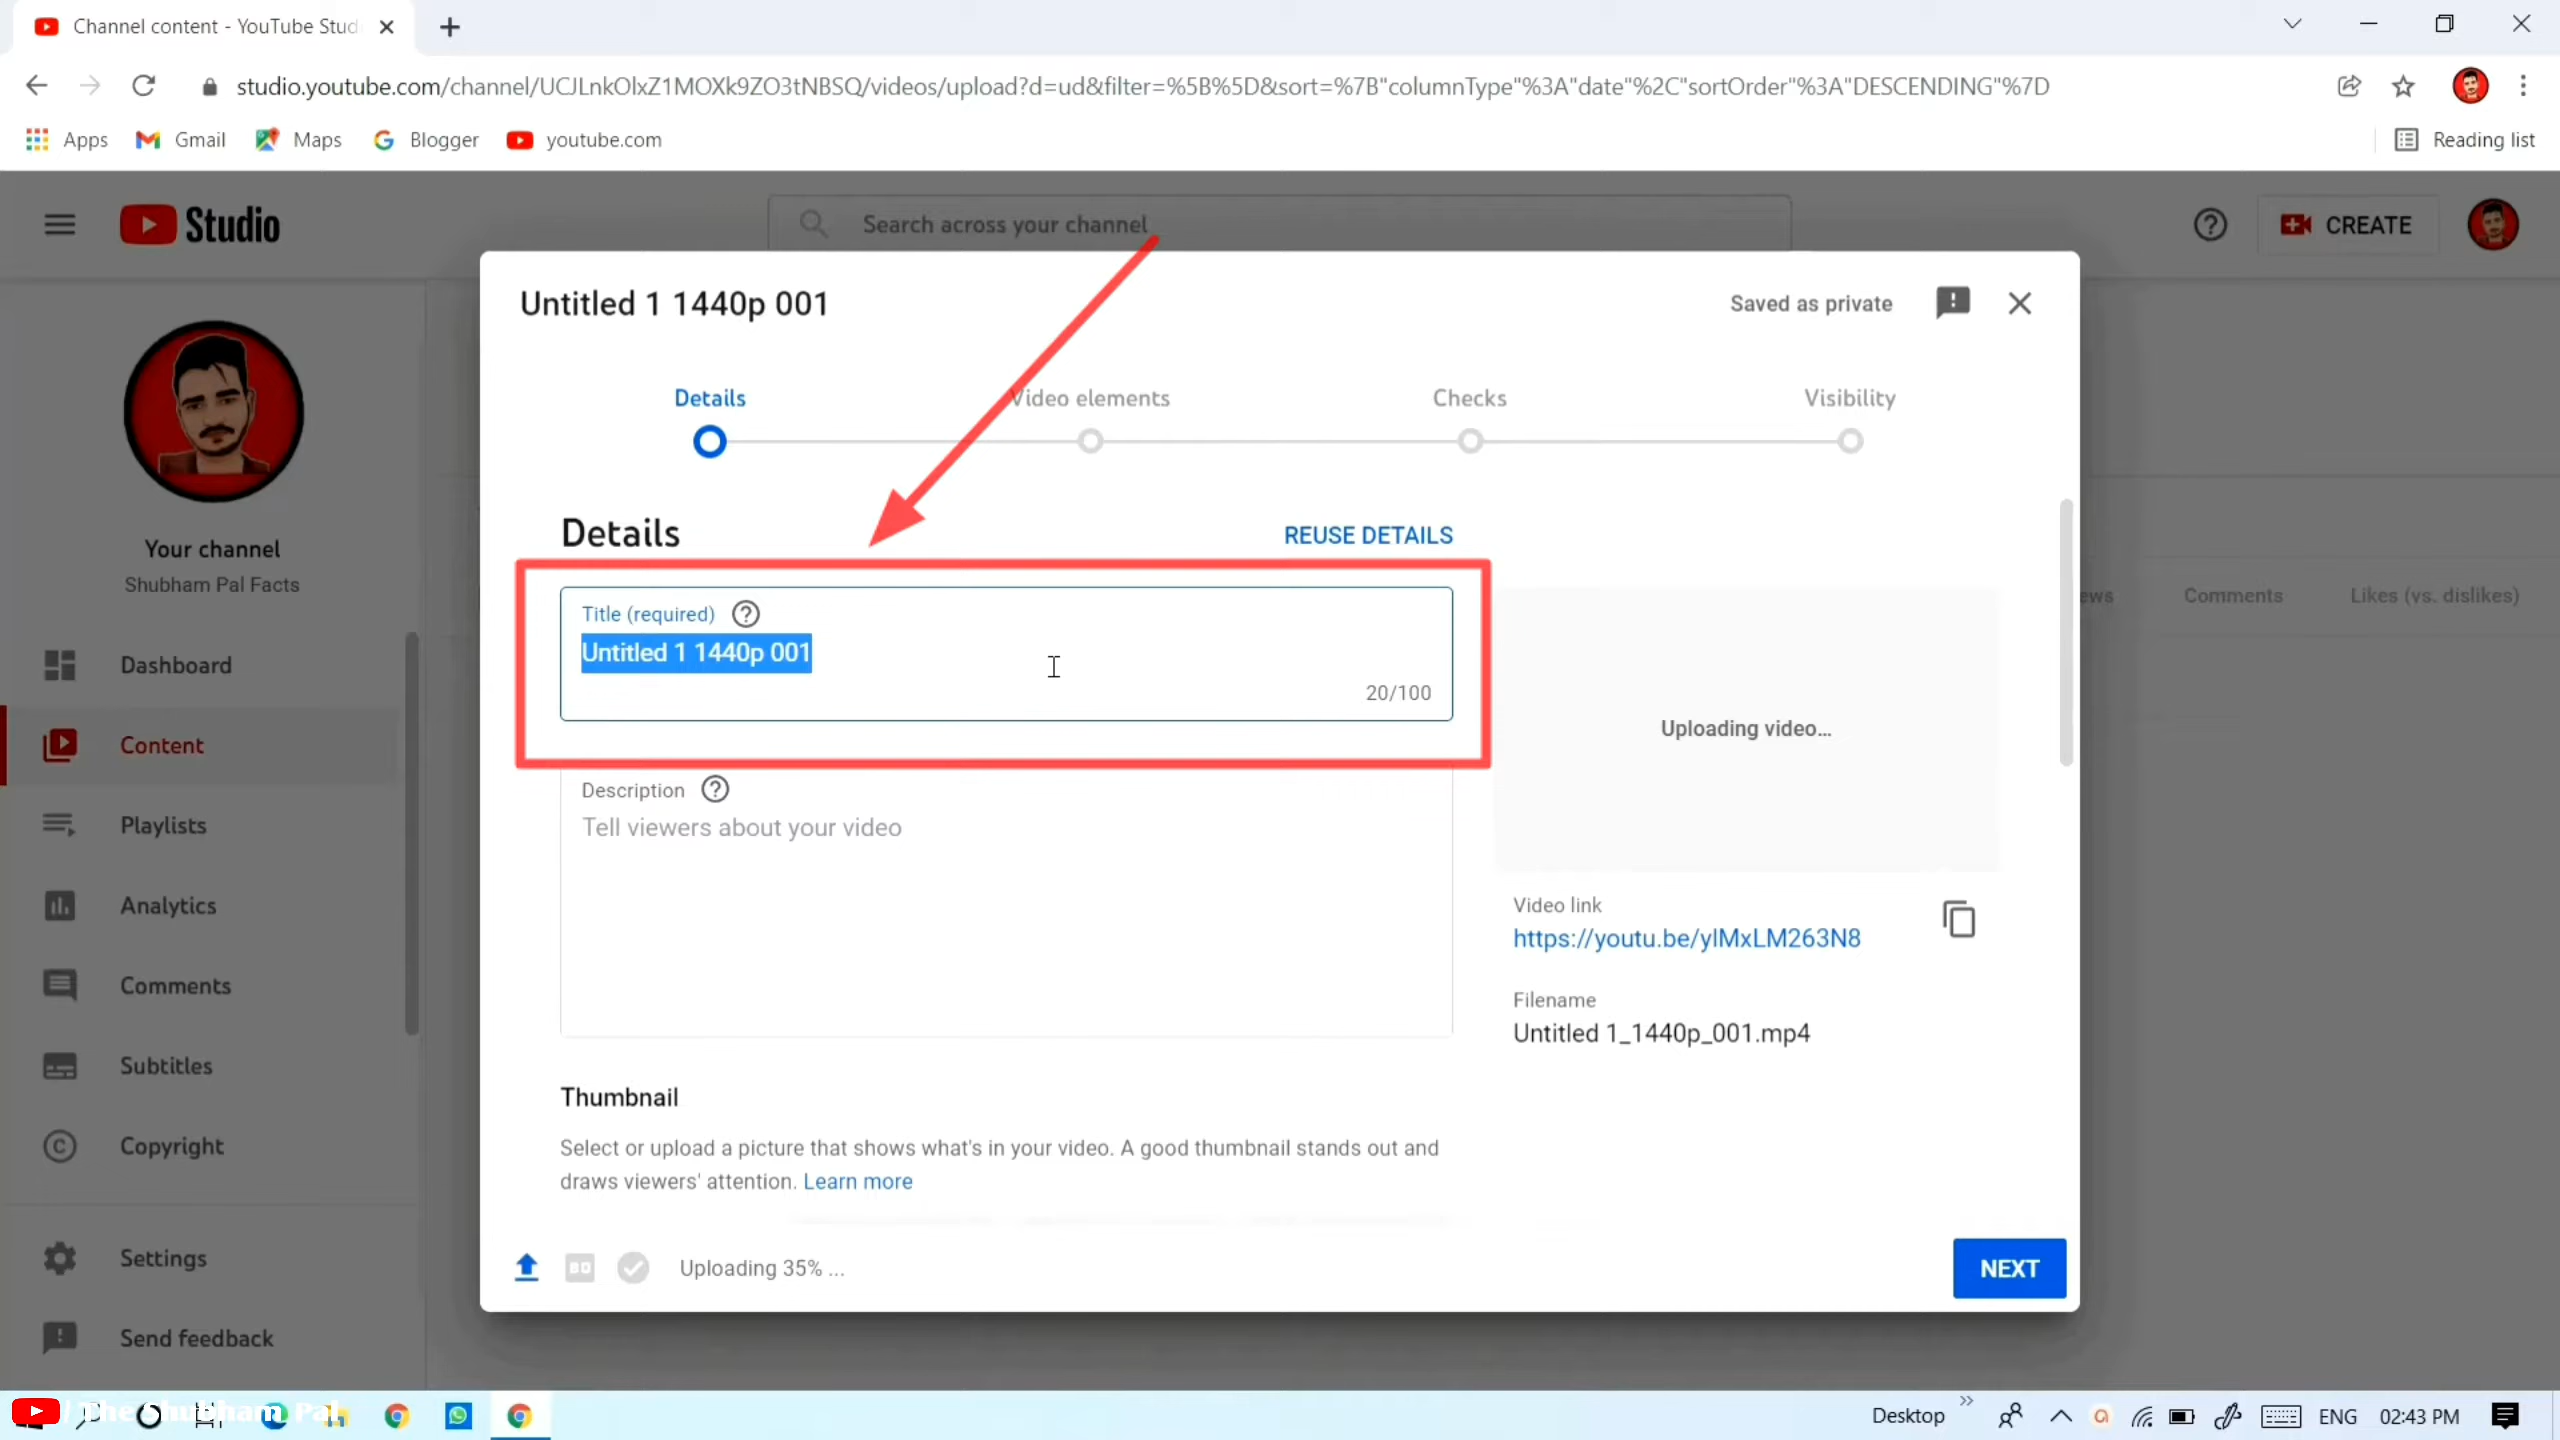 Channel content - YouTube Stud
studio.youtube.com/channel/UCJLnkOlxZ1MOXk9ZO3tNBSQ/videos/upload?d=ud&filter=%5B%5D&sort=%7B"columnType"%3A"date"%2C"sortOrder"%3A"DESCENDING"%7D
Apps Gmail Maps Blogger youtube.com Reading list
Studio Search across your channel CREATE
Untitled 1 1440p 001 Saved as private
Details Video elements Checks Visibility
Details REUSE DETAILS
Title (required)
Untitled 1 1440p 001
20/100
Description
Tell viewers about your video
Uploading video...
Video link
https://youtu.be/ylMxLM263N8
Filename
Untitled 1_1440p_001.mp4
Thumbnail
Select or upload a picture that shows what's in your video. A good thumbnail stands out and
draws viewers' attention. Learn more
Uploading 35% ...
NEXT
Your channel
Shubham Pal Facts
Dashboard
Content
Playlists
Analytics
Comments
Subtitles
Copyright
Settings
Send feedback
Comments Likes (vs. dislikes)
The Shubham Pal
Desktop ENG 02:43 PM